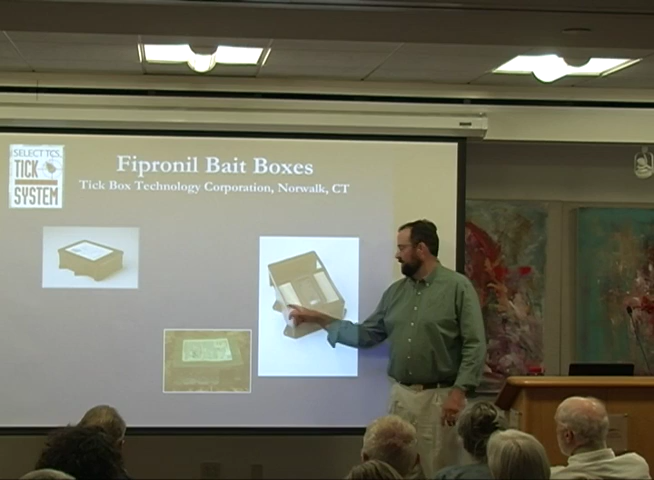 SELECT TCS
TICK
SYSTEM
Fipronil Bait Boxes
Tick Box Technology Corporation, Norwalk, CT